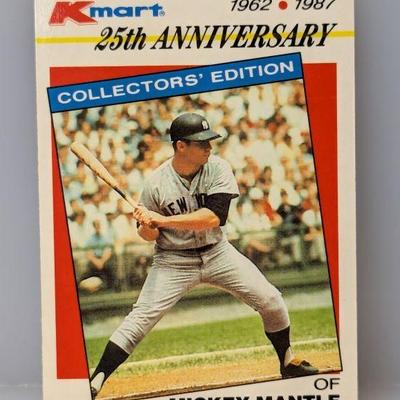 Kmart® 1962 • 1987
25th ANNIVERSARY
COLLECTORS' EDITION
NEW YO
OF
MICKEY MANTLE